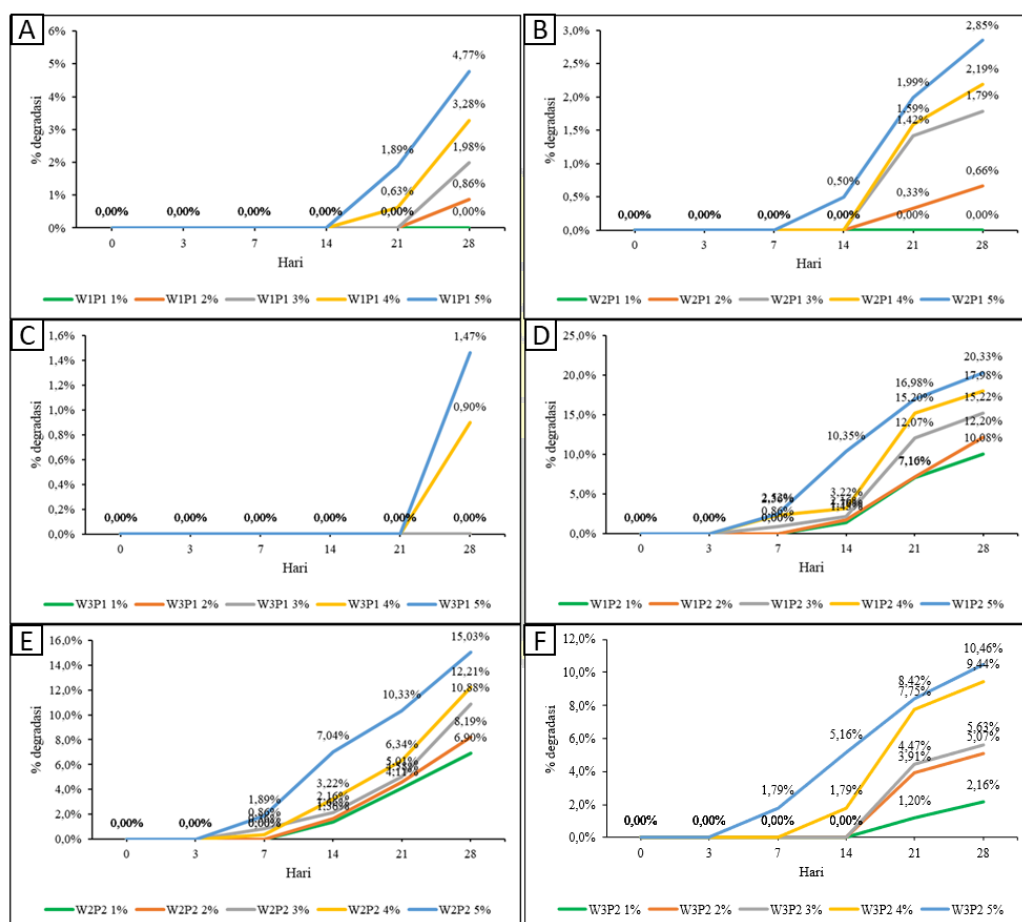 A
6%
5%
4%
3%
2%
1%
0%
% degradasi
4,77%
3,28%
1,89%
1,98%
0,63%
0,86%
0,00% 0,00% 0,00% 0,00% 0,00% 0,00%
0 3 7 14 21 28
Hari
W1P1 1% W1P1 2% W1P1 3% W1P1 4% W1P1 5%
B
3,0%
2,5%
2,0%
1,5%
1,0%
0,5%
0,0%
% degradasi
2,85%
2,19%
1,99%
1,79%
1,59%
1,42%
0,66%
0,50%
0,33%
0,00% 0,00% 0,00% 0,00% 0,00% 0,00%
0 3 7 14 21 28
Hari
W2P1 1% W2P1 2% W2P1 3% W2P1 4% W2P1 5%
C
1,6%
1,4%
1,2%
1,0%
0,8%
0,6%
0,4%
0,2%
0,0%
% degradasi
1,47%
0,90%
0,00% 0,00% 0,00% 0,00% 0,00% 0,00%
0 3 7 14 21 28
Hari
W3P1 1% W3P1 2% W3P1 3% W3P1 4% W3P1 5%
D
25,0%
20,0%
15,0%
10,0%
5,0%
0,0%
% degradasi
20,33%
16,98% 17,98%
15,20% 15,22%
12,07% 12,20%
10,35% 10,08%
7,16%
3,22%
0,86%
0,00% 0,00% 0,00%
0 3 7 14 21 28
Hari
W1P2 1% W1P2 2% W1P2 3% W1P2 4% W1P2 5%
E
16,0%
14,0%
12,0%
10,0%
8,0%
6,0%
4,0%
2,0%
0,0%
% degradasi
15,03%
12,21%
10,33% 10,88%
8,19%
7,04%
6,34% 6,90%
5,01%
4,11%
3,22%
2,16%
1,89%
1,36%
0,86%
0,00% 0,00% 0,00%
0 3 7 14 21 28
Hari
W2P2 1% W2P2 2% W2P2 3% W2P2 4% W2P2 5%
F
12,0%
10,0%
8,0%
6,0%
4,0%
2,0%
0,0%
% degradasi
10,46%
9,44%
8,42%
7,75%
5,63%
5,16% 5,07%
4,47%
3,91%
1,79% 1,79% 2,16%
1,20%
0,00% 0,00% 0,00% 0,00%
0 3 7 14 21 28
Hari
W3P2 1% W3P2 2% W3P2 3% W3P2 4% W3P2 5%